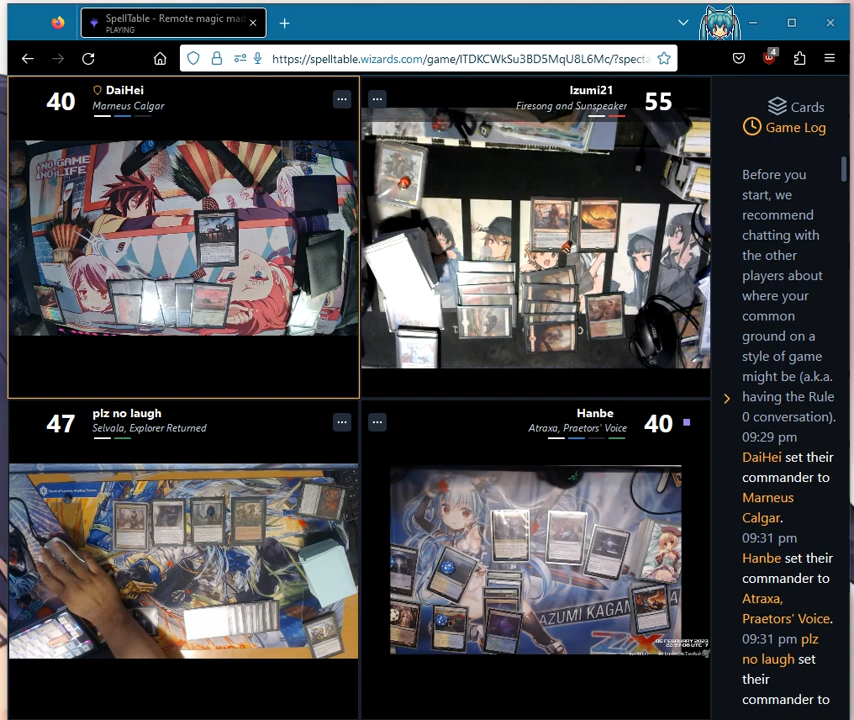 SpellTable - Remote magic mad
PLAYING
https://spelltable.wizards.com/game/ITDKCWkSu3BD5MqU8L6Mc/?specta
4
40
DaiHei
Marneus Calgar
Izumi21
Firesong and Sunspeaker
55
NO GAME
NO LIFE
47
plz no laugh
Selvala, Explorer Returned
Hanbe
Atraxa, Praetors' Voice
40
AZUMI KAGAM
Cards
Game Log
Before you
start, we
recommend
chatting with
the other
players about
where your
common
ground on a
style of game
might be (a.k.a.
having the Rule
0 conversation).
09:29 pm
DaiHei set their
commander to
Marneus
Calgar.
09:31 pm
Hanbe set their
commander to
Atraxa,
Praetors' Voice.
09:31 pm plz
no laugh set
their
commander to